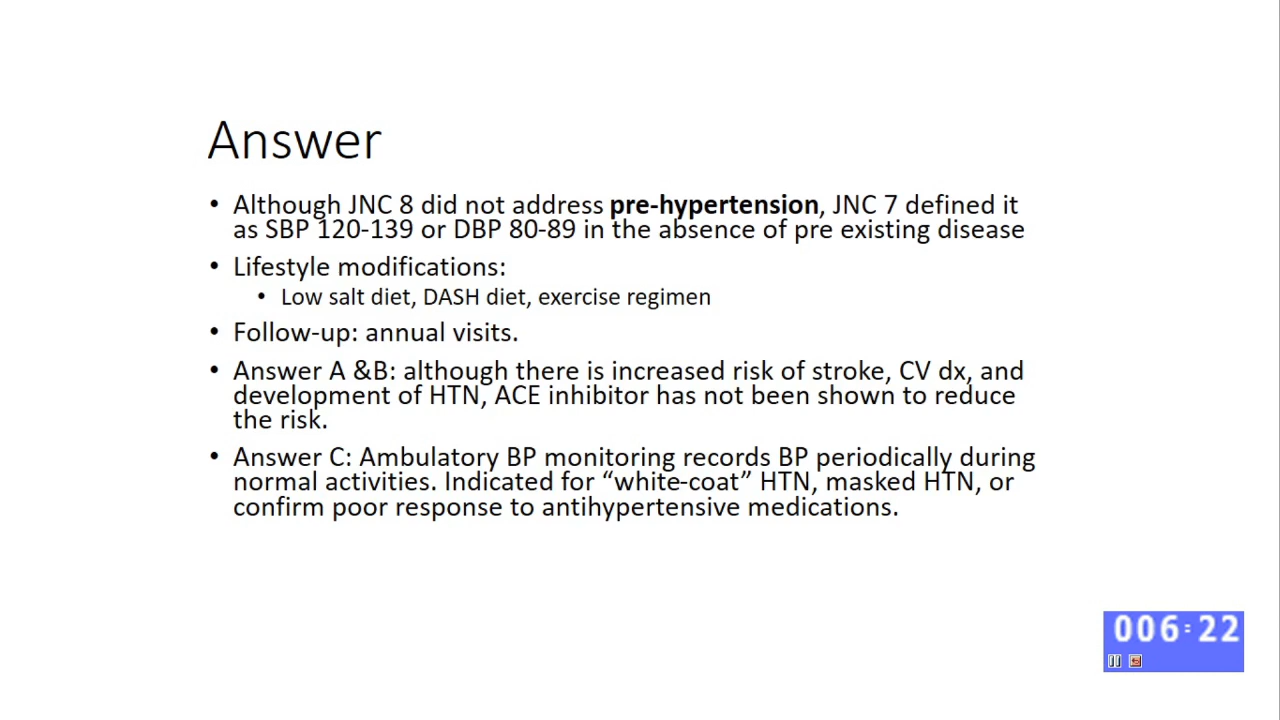 Answer
• Although JNC 8 did not address pre-hypertension, JNC 7 defined it
as SBP 120-139 or DBP 80-89 in the absence of pre existing disease
• Lifestyle modifications:
• Low salt diet, DASH diet, exercise regimen
• Follow-up: annual visits.
• Answer A &B: although there is increased risk of stroke, CV dx, and
development of HTN, ACE inhibitor has not been shown to reduce
the risk.
• Answer C: Ambulatory BP monitoring records BP periodically during
normal activities. Indicated for “white-coat” HTN, masked HTN, or
confirm poor response to antihypertensive medications.
006:22